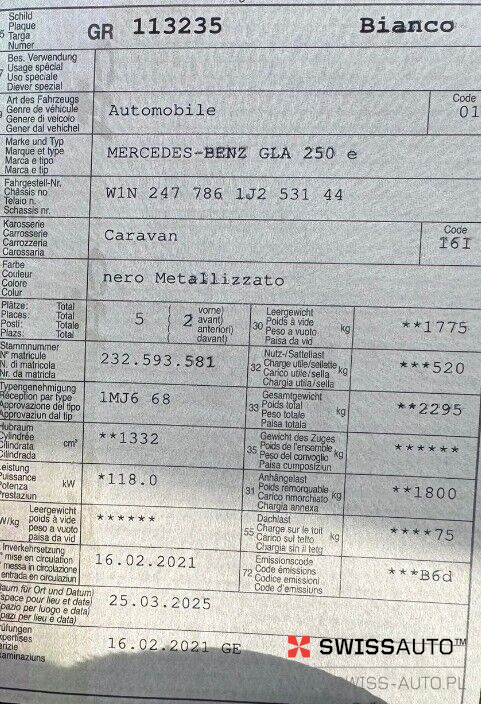 Schild
Plaque
Targa
Numer
GR 113235 Bianco
Bes. Verwendung
Usage spécial
Uso speciale
Diever spezial
Art des Fahrzeugs
Genre de véhicule
Genere di veicolo
Gener dal vehichel
Automobile
Code
01
Marke und Typ
Marque et type
Marca e tipo
Marca e tip
MERCEDES-BENZ GLA 250 e
Fahrgestell-Nr.
Châssis no
Telaio n.
Schassis nr.
W1N 247 786 1J2 531 44
Karosserie
Carrosserie
Carrozzeria
Carossaria
Caravan
Code
16I
Farbe
Couleur
Colore
Colur
nero Metallizzato
Plätze: Total
Places: Total
Posti: Totale
Plazs: Total
5 ( 2 vorne)
avant)
anteriori)
davant)
30 Leergewicht
Poids à vide
Peso a vuoto
Paisa da vid
kg
**1775
Stammnummer
N° matricule
N. di matricola
Nr. da matricla
232.593.581
32 Nutz-/Sattellast
Charge utile/sellette
Carico utile/sella
Chargia utila/sella
kg
***520
Typengenehmigung
Réception par type
Approvazione del tipo
Approvaziun dal tip
1MJ6 68
33 Gesamtgewicht
Poids total
Peso totale
Paisa totala
kg
**2295
Hubraum
Cylindrée
Cilindrata
Cilindrada
cm³
**1332
35 Gewicht des Zuges
Poids de l'ensemble
Peso del convoglio
Paisa cumposiziun
kg
******
Leistung
Puissance
Potenza
Prestaziun
kW
*118.0
31 Anhängelast
Poids remorquable
Carico rimorchiato
Chargia annexa
kg
**1800
W/kg
Leergewicht
poids à vide
peso a vuoto
paisa da vid
******
55 Dachlast
Charge sur le toit
Carico sul tetto
Chargia sin il tetg
kg
****75
Inverkehrsetzung
mise en circulation
messa in circolazione
entrada en circulaziun
16.02.2021
72 Emissionscode
Code émissions
Codice emissioni
Code d'emissiuns
***B6d
Raum für Ort und Datum)
space pour lieu et date)
spazio per luogo e data)
spazi per lieu e data)
25.03.2025
Prüfungen
xpertises
16.02.2021 GE
SWISSAUTO™
SWISS-AUTO.PL